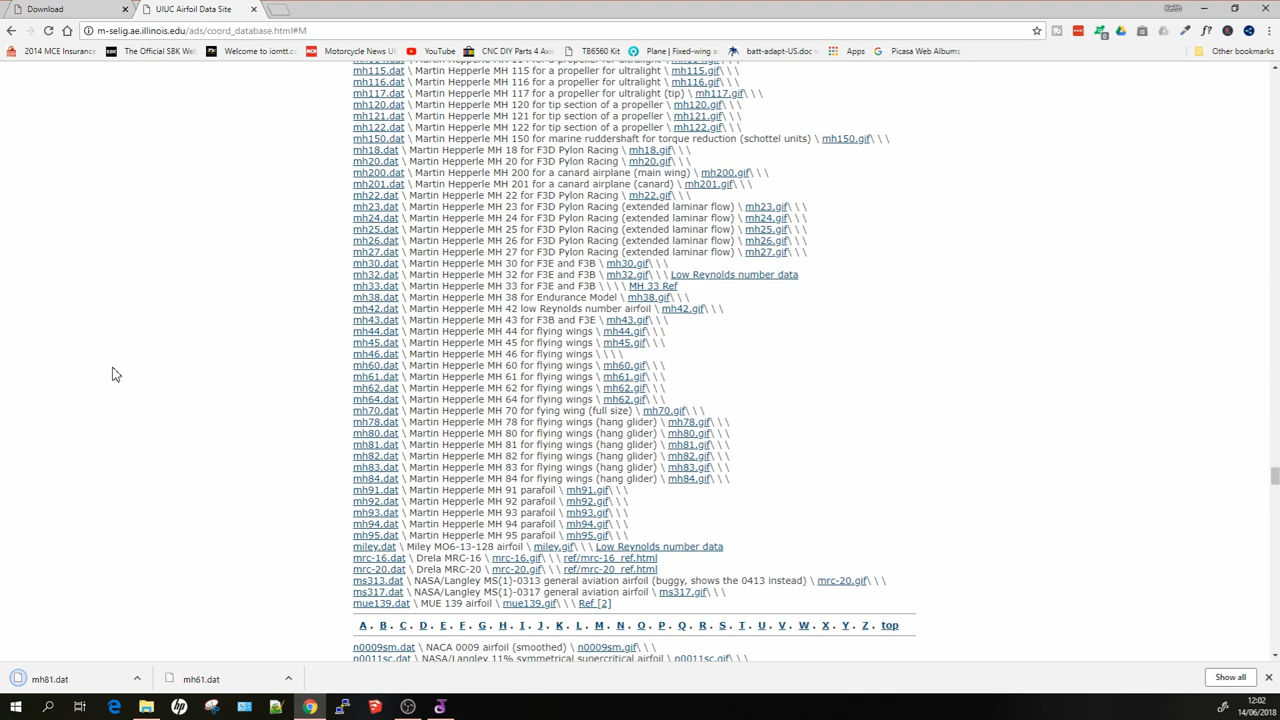 Download
UIUC Airfoil Data Site
Keith
m-selig.ae.illinois.edu/ads/coord_database.html#M
2014 MCE Insurance
The Official SBK Web
Welcome to iomtt.co
Motorcycle News UK
YouTube
CNC DIY Parts 4 Axis
TB6560 Kit
Plane | Fixed-wing a
batt-adapt-US.doc
Apps
Picasa Web Albums
Other bookmarks
mh115.dat \ Martin Hepperle MH 115 for a propeller for ultralight \ mh115.gif\ \ \
mh116.dat \ Martin Hepperle MH 116 for a propeller for ultralight \ mh116.gif\ \ \
mh117.dat \ Martin Hepperle MH 117 for a propeller for ultralight (tip) \ mh117.gif\ \ \
mh120.dat \ Martin Hepperle MH 120 for tip section of a propeller \ mh120.gif\ \ \
mh121.dat \ Martin Hepperle MH 121 for tip section of a propeller \ mh121.gif\ \ \
mh122.dat \ Martin Hepperle MH 122 for tip section of a propeller \ mh122.gif\ \ \
mh150.dat \ Martin Hepperle MH 150 for marine ruddershaft for torque reduction (schottel units) \ mh150.gif\ \ \
mh18.dat \ Martin Hepperle MH 18 for F3D Pylon Racing \ mh18.gif\ \ \
mh20.dat \ Martin Hepperle MH 20 for F3D Pylon Racing \ mh20.gif\ \ \
mh200.dat \ Martin Hepperle MH 200 for a canard airplane (main wing) \ mh200.gif\ \ \
mh201.dat \ Martin Hepperle MH 201 for a canard airplane (canard) \ mh201.gif\ \ \
mh22.dat \ Martin Hepperle MH 22 for F3D Pylon Racing \ mh22.gif\ \ \
mh23.dat \ Martin Hepperle MH 23 for F3D Pylon Racing (extended laminar flow) \ mh23.gif\ \ \
mh24.dat \ Martin Hepperle MH 24 for F3D Pylon Racing (extended laminar flow) \ mh24.gif\ \ \
mh25.dat \ Martin Hepperle MH 25 for F3D Pylon Racing (extended laminar flow) \ mh25.gif\ \ \
mh26.dat \ Martin Hepperle MH 26 for F3D Pylon Racing (extended laminar flow) \ mh26.gif\ \ \
mh27.dat \ Martin Hepperle MH 27 for F3D Pylon Racing (extended laminar flow) \ mh27.gif\ \ \
mh30.dat \ Martin Hepperle MH 30 for F3E and F3B \ mh30.gif\ \ \
mh32.dat \ Martin Hepperle MH 32 for F3E and F3B \ mh32.gif\ \ \ Low Reynolds number data
mh33.dat \ Martin Hepperle MH 33 for F3E and F3B \ \ \ \ MH 33 Ref
mh38.dat \ Martin Hepperle MH 38 for Endurance Model \ mh38.gif\ \ \
mh42.dat \ Martin Hepperle MH 42 low Reynolds number airfoil \ mh42.gif\ \ \
mh43.dat \ Martin Hepperle MH 43 for F3B and F3E \ mh43.gif\ \ \
mh44.dat \ Martin Hepperle MH 44 for flying wings \ mh44.gif\ \ \
mh45.dat \ Martin Hepperle MH 45 for flying wings \ mh45.gif\ \ \
mh46.dat \ Martin Hepperle MH 46 for flying wings \ \ \ \
mh60.dat \ Martin Hepperle MH 60 for flying wings \ mh60.gif\ \ \
mh61.dat \ Martin Hepperle MH 61 for flying wings \ mh61.gif\ \ \
mh62.dat \ Martin Hepperle MH 62 for flying wings \ mh62.gif\ \ \
mh64.dat \ Martin Hepperle MH 64 for flying wings \ mh62.gif\ \ \
mh70.dat \ Martin Hepperle MH 70 for fying wing (full size) \ mh70.gif\ \ \
mh78.dat \ Martin Hepperle MH 78 for flying wings (hang glider) \ mh78.gif\ \ \
mh80.dat \ Martin Hepperle MH 80 for flying wings (hang glider) \ mh80.gif\ \ \
mh81.dat \ Martin Hepperle MH 81 for flying wings (hang glider) \ mh81.gif\ \ \
mh82.dat \ Martin Hepperle MH 82 for flying wings (hang glider) \ mh82.gif\ \ \
mh83.dat \ Martin Hepperle MH 83 for flying wings (hang glider) \ mh83.gif\ \ \
mh84.dat \ Martin Hepperle MH 84 for flying wings (hang glider) \ mh84.gif\ \ \
mh91.dat \ Martin Hepperle MH 91 parafoil \ mh91.gif\ \ \
mh92.dat \ Martin Hepperle MH 92 parafoil \ mh92.gif\ \ \
mh93.dat \ Martin Hepperle MH 93 parafoil \ mh93.gif\ \ \
mh94.dat \ Martin Hepperle MH 94 parafoil \ mh94.gif\ \ \
mh95.dat \ Martin Hepperle MH 95 parafoil \ mh95.gif\ \ \
miley.dat \ Miley MO6-13-128 airfoil \ miley.gif\ \ \ Low Reynolds number data
mrc-16.dat \ Drela MRC-16 \ mrc-16.gif\ \ \ ref/mrc-16_ref.html
mrc-20.dat \ Drela MRC-20 \ mrc-20.gif\ \ \ ref/mrc-20_ref.html
ms313.dat \ NASA/Langley MS(1)-0313 general aviation airfoil (buggy, shows the 0413 instead) \ mrc-20.gif\ \ \
ms317.dat \ NASA/Langley MS(1)-0317 general aviation airfoil \ ms317.gif\ \ \
mue139.dat \ MUE 139 airfoil \ mue139.gif\ \ \ Ref [2]
A . B . C . D . E . F . G . H . I . J . K . L . M . N . O . P . Q . R . S . T . U . V . W . X . Y . Z . top
n0009sm.dat \ NACA 0009 airfoil (smoothed) \ n0009sm.gif\ \ \
n0011sc.dat \ NASA/Langley 11% symmetrical supercritical airfoil \ n0011sc.gif\ \ \
mh81.dat
mh61.dat
Show all
12:02
14/06/2018